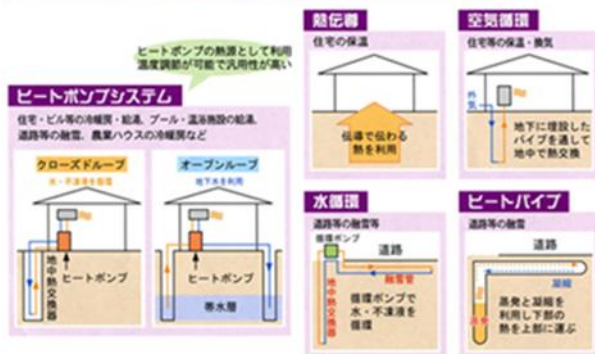 ヒートポンプの熱源として利用
温度調節が可能で汎用性が高い
ヒートポンプシステム
住宅・ビル等の冷暖房・給湯、プール・温浴施設の給湯、
道路等の融雪、農業ハウスの冷暖房など
クローズドループ
水・不凍液を循環
地中熱交換器
ヒートポンプ
オープンループ
地下水を利用
ヒートポンプ
帯水層
熱伝導
住宅の保温
伝導で伝わる
熱を利用
空気循環
住宅等の保温・換気
外気
地下に埋設した
パイプを通して
地中で熱交換
水循環
道路等の融雪等
循環ポンプ
道路
融雪管
地中熱交換器
循環ポンプで
水・不凍液を
循環
ヒートパイプ
道路等の融雪
道路
凝縮
蒸発
蒸発と凝縮を
利用し下部の
熱を上部に運ぶ